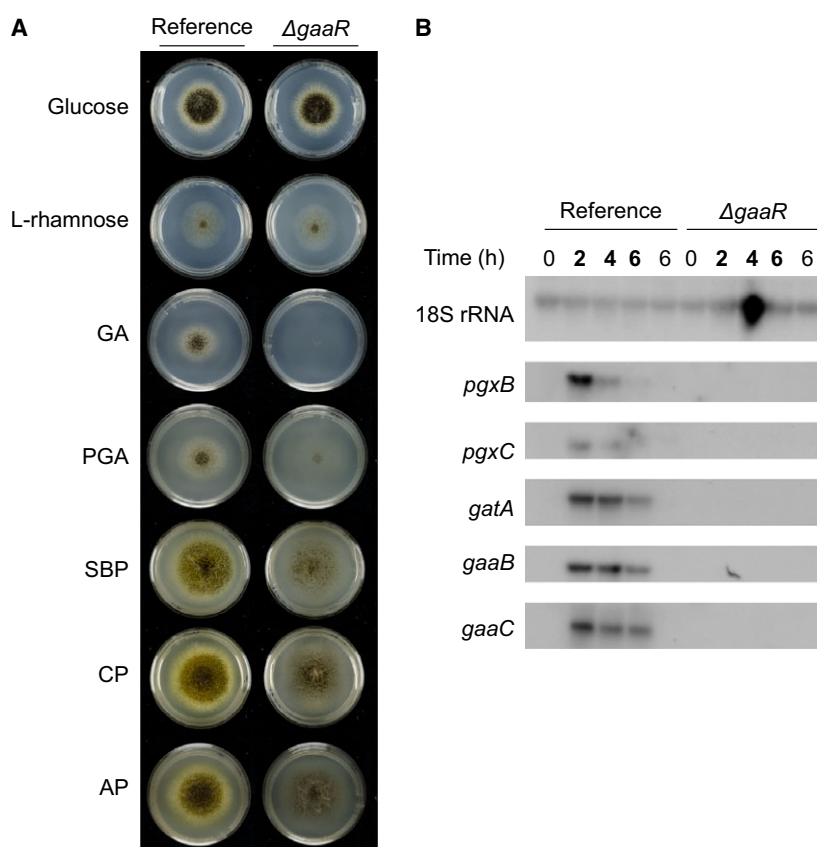 A
Reference ΔgaaR
Glucose
L-rhamnose
GA
PGA
SBP
CP
AP
B
Reference ΔgaaR
Time (h) 0 2 4 6 6 0 2 4 6 6
18S rRNA
pgxB
pgxC
gatA
gaaB
gaaC